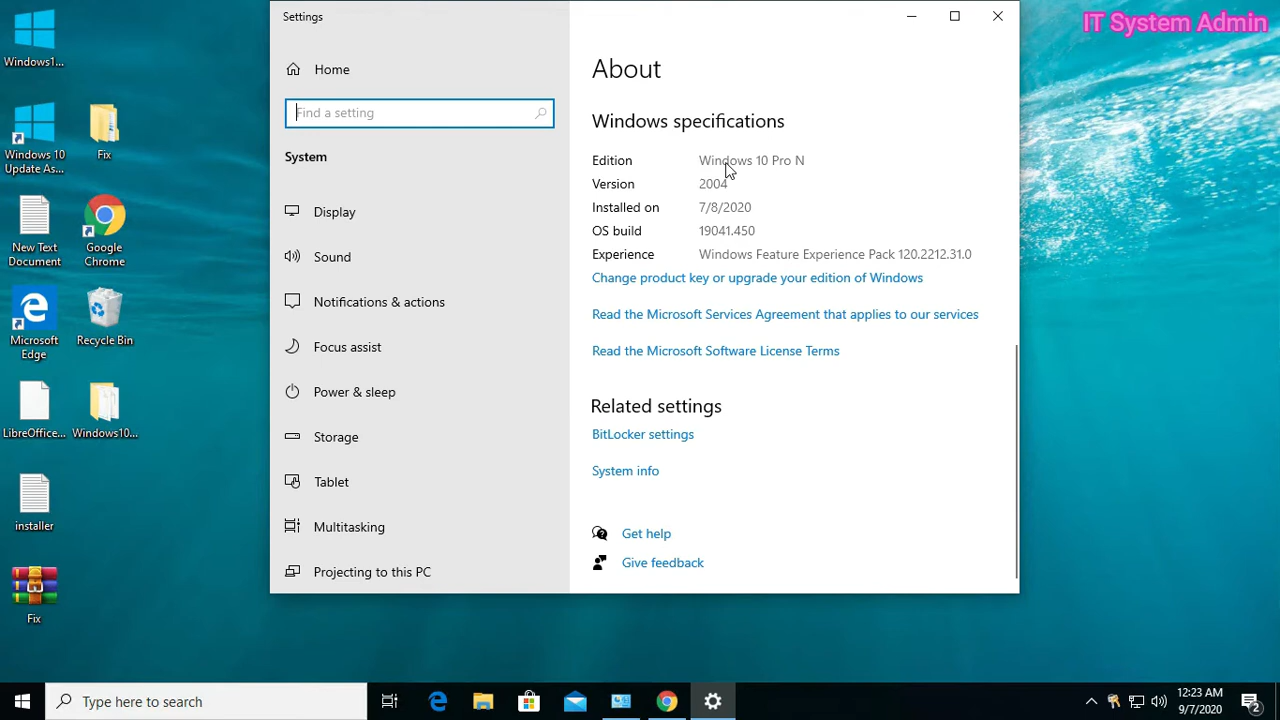 Settings
IT System Admin
Windows1...
Windows 10
Update As...
Fix
New Text
Document
Google
Chrome
Microsoft
Edge
Recycle Bin
LibreOffice...
Windows10...
installer
Fix
Home
Find a setting
System
Display
Sound
Notifications & actions
Focus assist
Power & sleep
Storage
Tablet
Multitasking
Projecting to this PC
About
Windows specifications
Edition Windows 10 Pro N
Version 2004
Installed on 7/8/2020
OS build 19041.450
Experience Windows Feature Experience Pack 120.2212.31.0
Change product key or upgrade your edition of Windows
Read the Microsoft Services Agreement that applies to our services
Read the Microsoft Software License Terms
Related settings
BitLocker settings
System info
Get help
Give feedback
Type here to search
12:23 AM
9/7/2020
2